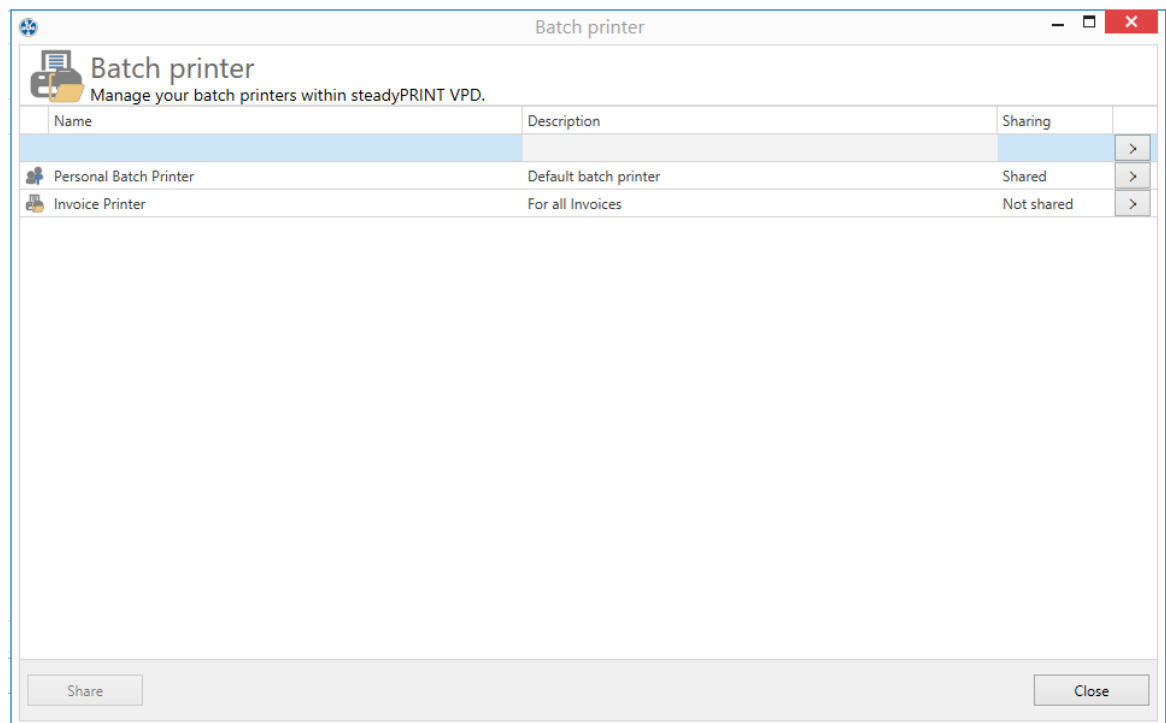 Batch printer
Batch printer
Manage your batch printers within steadyPRINT VPD.
Name Description Sharing
>
Personal Batch Printer Default batch printer Shared >
Invoice Printer For all Invoices Not shared >
Share Close